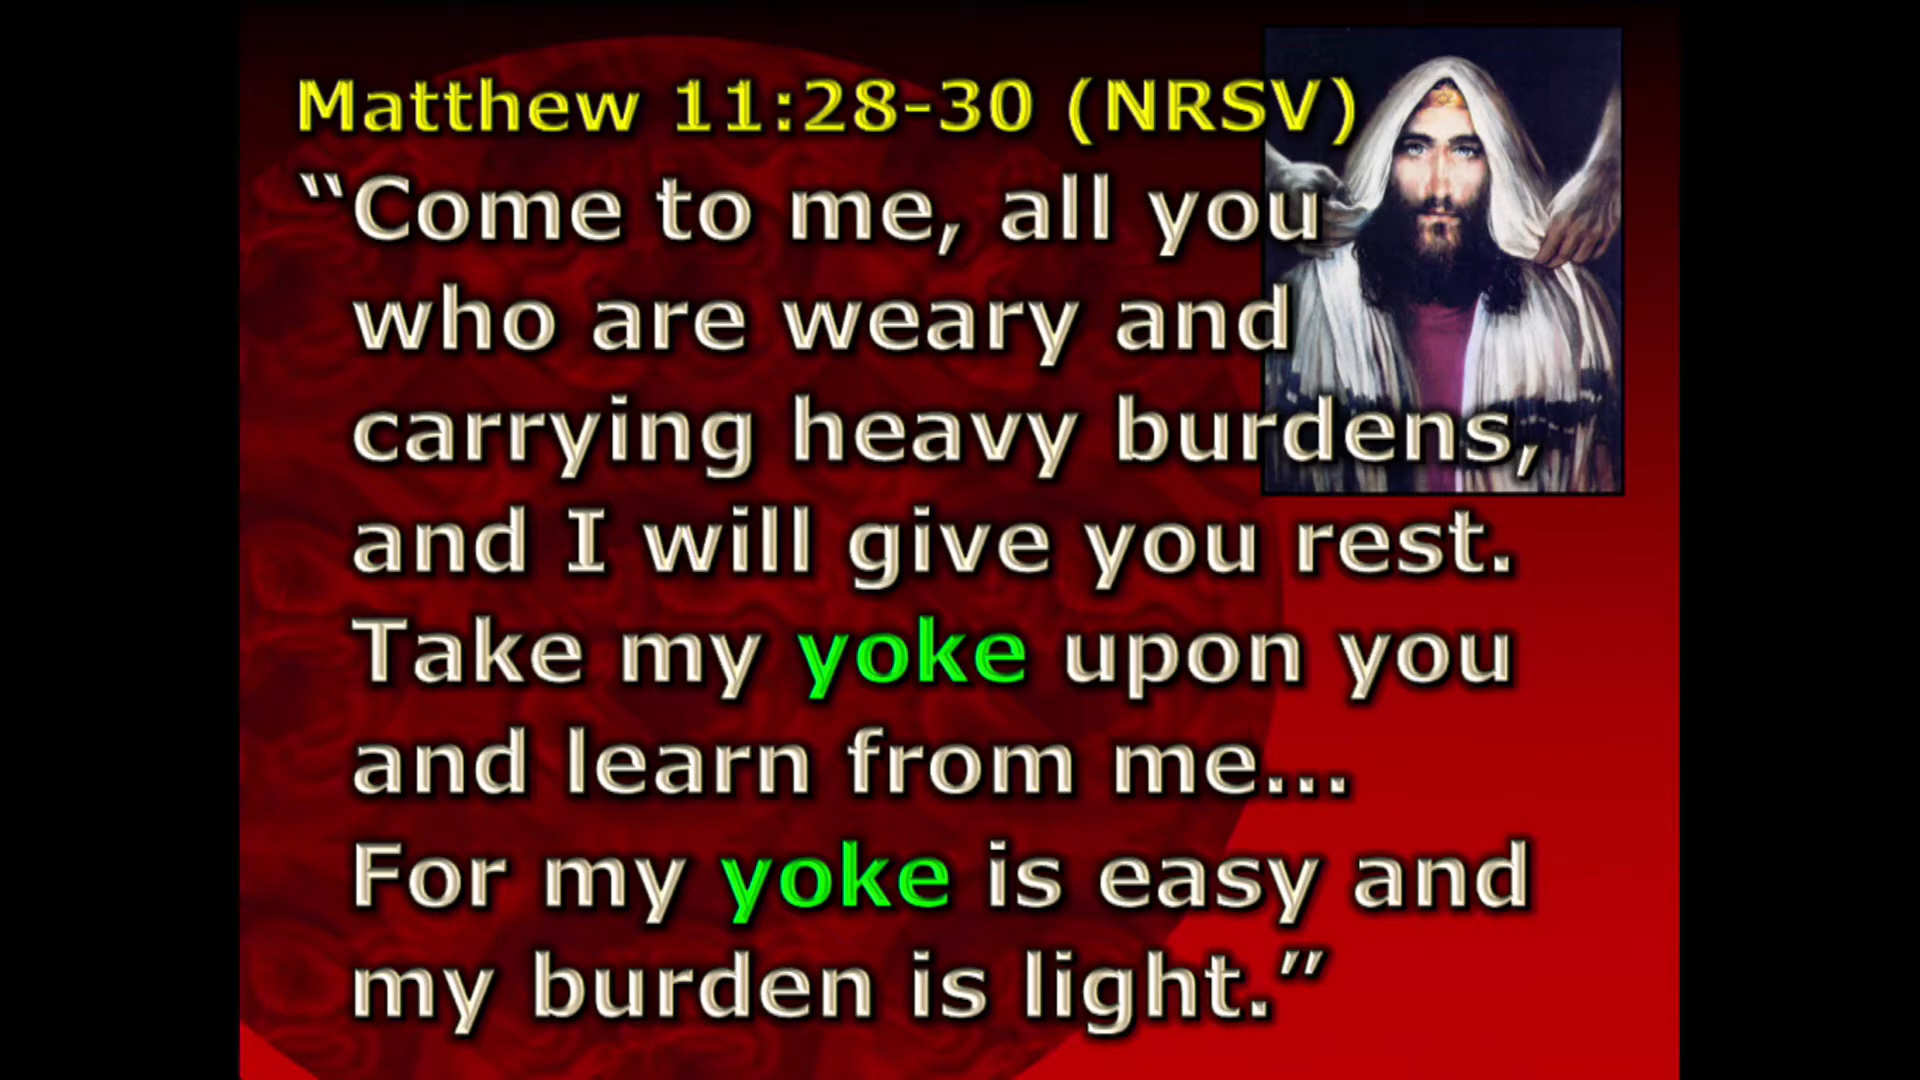 Matthew 11:28-30 (NRSV)
“Come to me, all you
who are weary and
carrying heavy burdens,
and I will give you rest.
Take my yoke upon you
and learn from me...
For my yoke is easy and
my burden is light.”